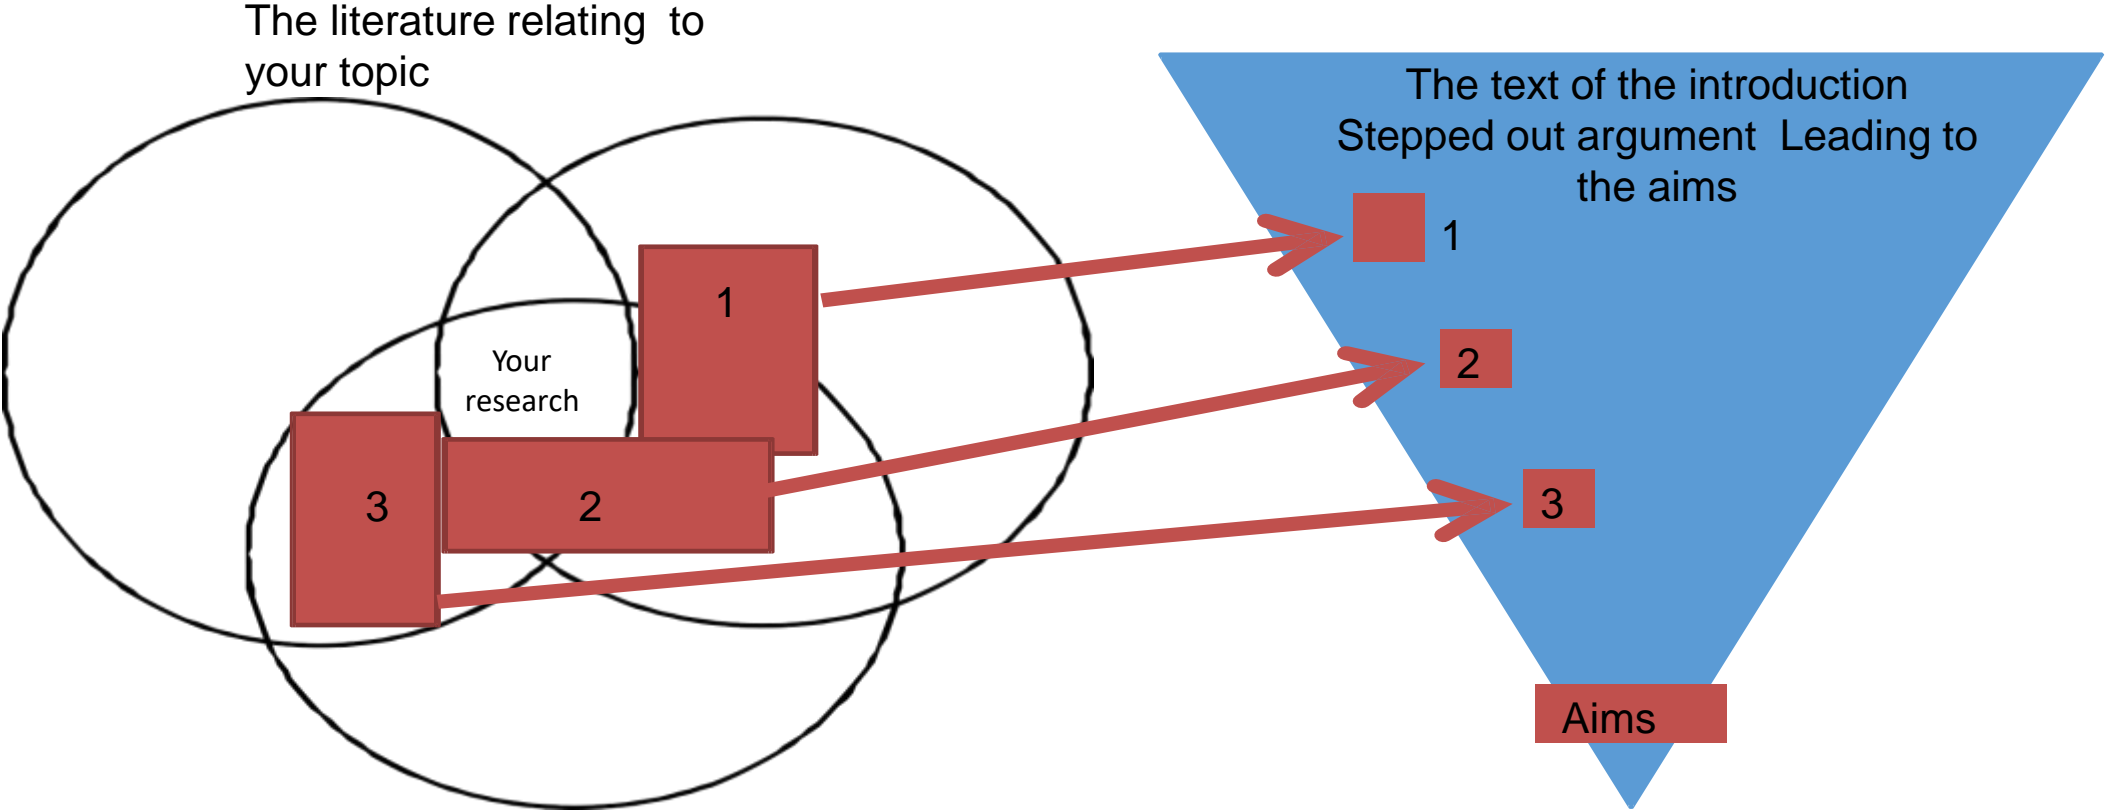 The literature relating  to
your topic
The text of the introduction
Stepped out argument  Leading to
the aims
1
1
Your
research
2
3
2
3
Aims